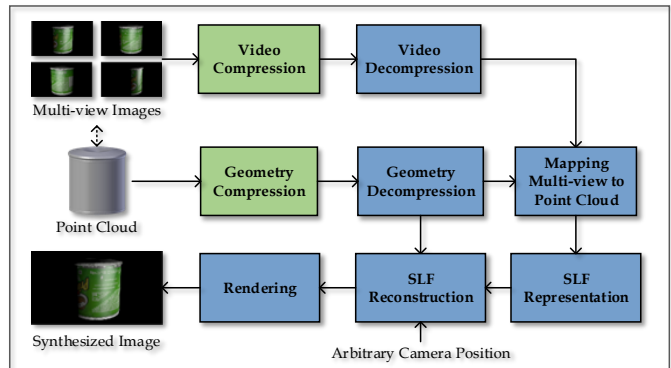 Video
Compression
Video
Decompression
Multi-view Images
Geometry
Compression
Geometry
Decompression
Mapping
Multi-view to
Point Cloud
Point Cloud
Rendering
SLF
Reconstruction
SLF
Representation
Synthesized Image
Arbitrary Camera Position